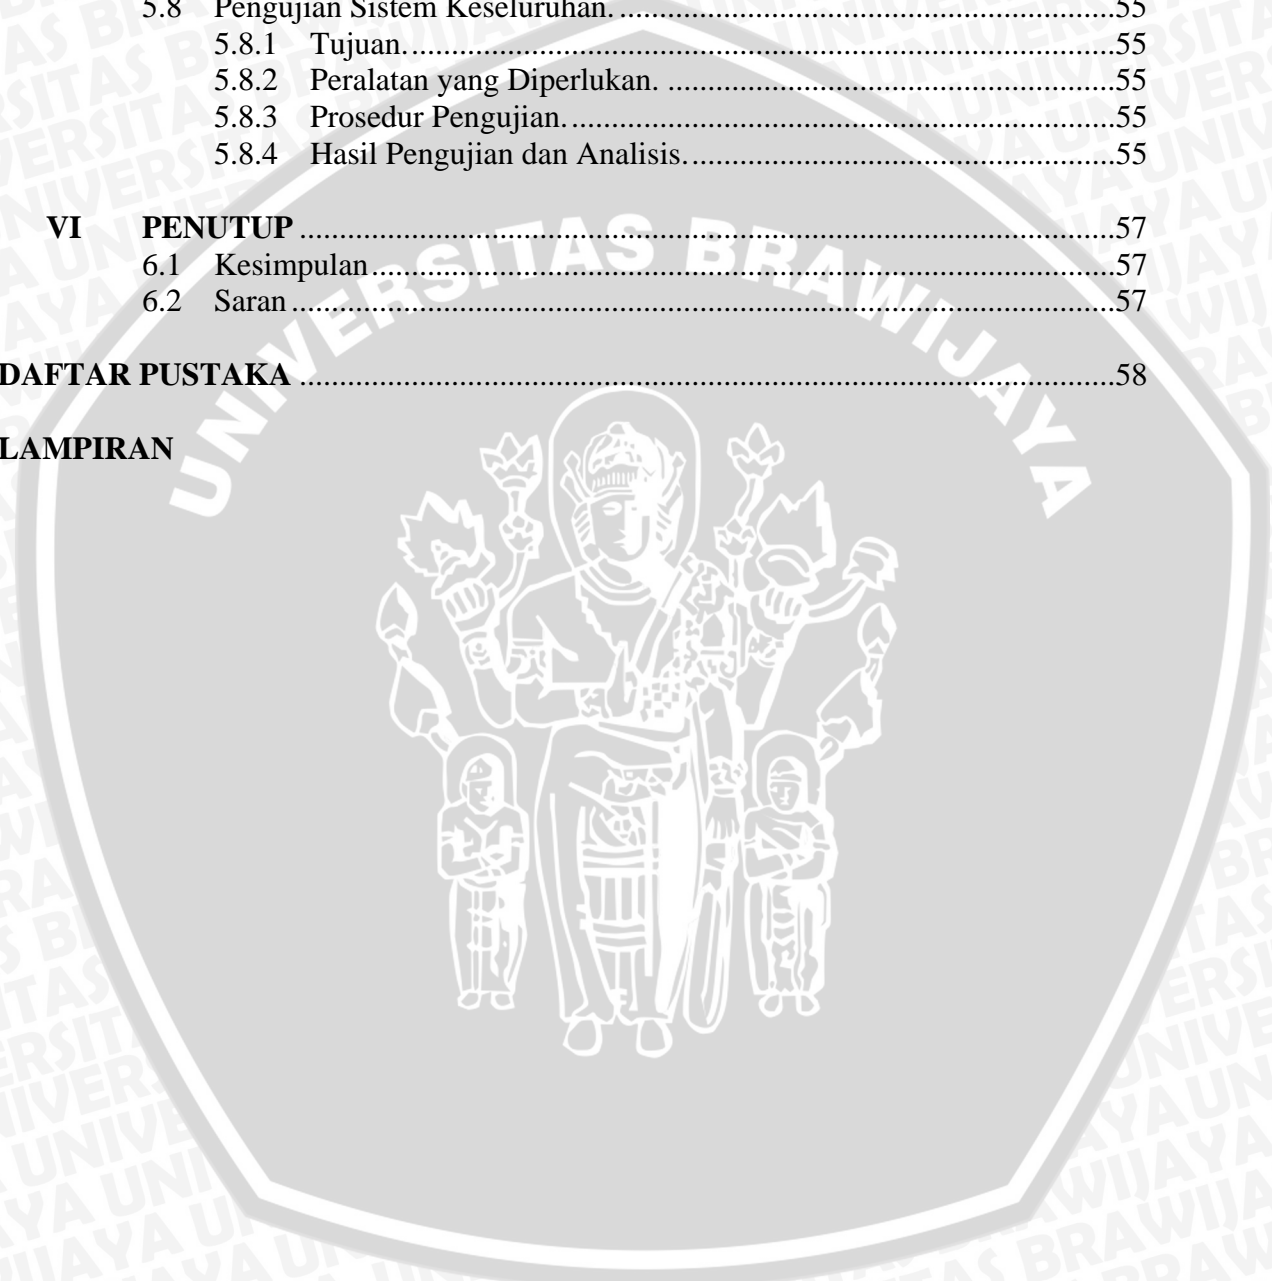 5.8 Pengujian Sistem Keseluruhan. ................................................................55
5.8.1 Tujuan. ..........................................................................................55
5.8.2 Peralatan yang Diperlukan. .........................................................55
5.8.3 Prosedur Pengujian. .....................................................................55
5.8.4 Hasil Pengujian dan Analisis. ......................................................55
VI PENUTUP .......................................................................................................57
6.1 Kesimpulan ..............................................................................................57
6.2 Saran ........................................................................................................57
DAFTAR PUSTAKA .......................................................................................................58
LAMPIRAN
UNIVERSITAS BRAWIJAYA